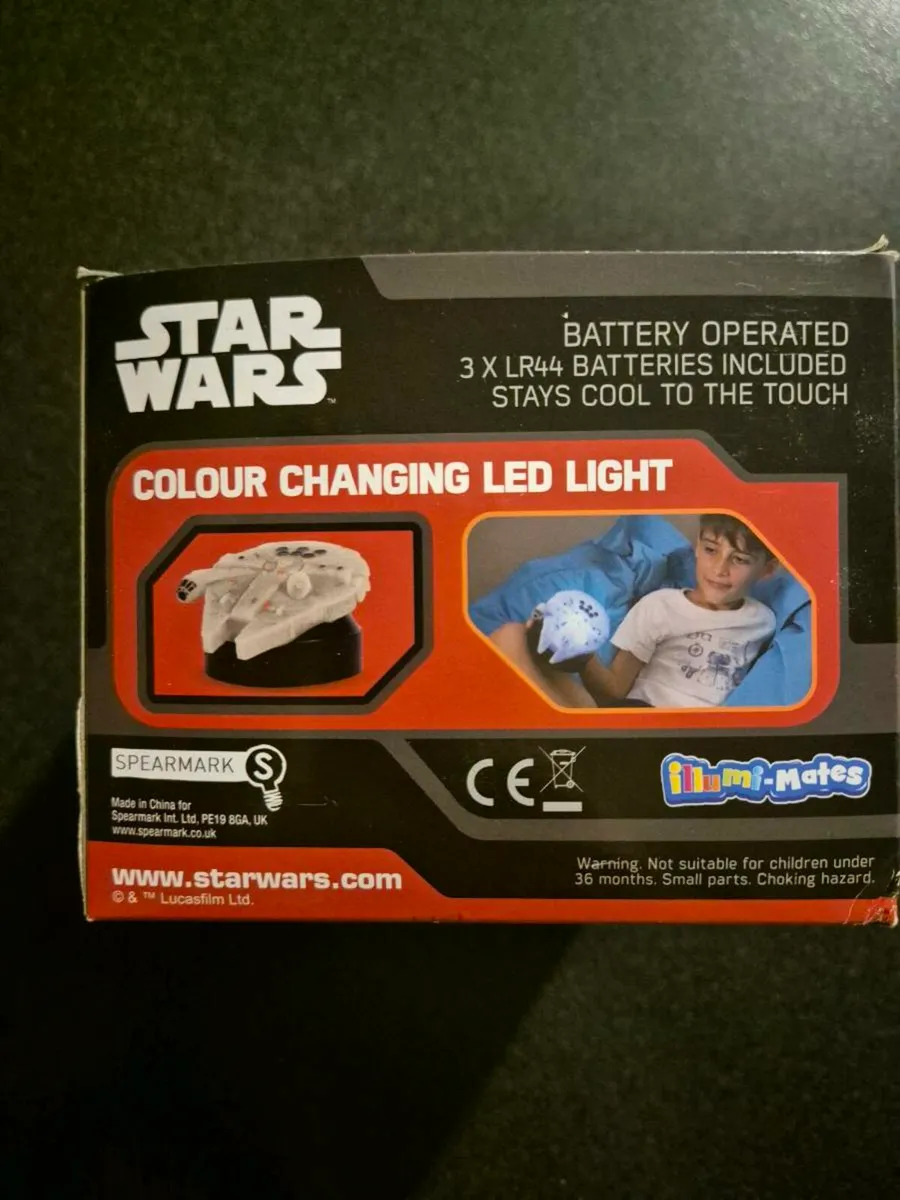 STAR
WARS™
BATTERY OPERATED
3 X LR44 BATTERIES INCLUDED
STAYS COOL TO THE TOUCH
COLOUR CHANGING LED LIGHT
SPEARMARK S
Made in China for
Spearmark Int. Ltd, PE19 8GA, UK
www.spearmark.co.uk
CE
illumi-Mates
www.starwars.com
© & ™ Lucasfilm Ltd.
Warning. Not suitable for children under
36 months. Small parts. Choking hazard.